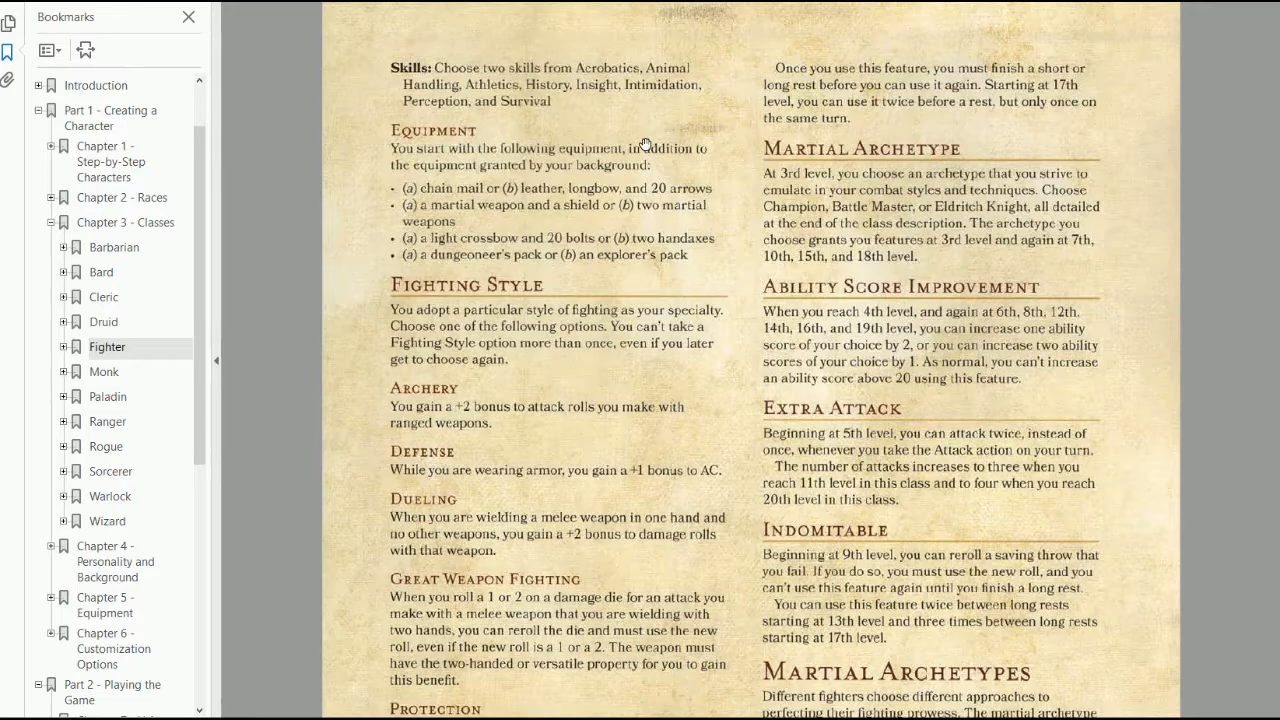 Bookmarks
Introduction
Part 1 - Creating a
Character
Chapter 1 -
Step-by-Step
Characters
Chapter 2 - Races
Chapter 3 - Classes
Barbarian
Bard
Cleric
Druid
Fighter
Monk
Paladin
Ranger
Rogue
Sorcerer
Warlock
Wizard
Chapter 4 -
Personality and
Background
Chapter 5 -
Equipment
Chapter 6 -
Customization
Options
Part 2 - Playing the
Game
Skills: Choose two skills from Acrobatics, Animal
Handling, Athletics, History, Insight, Intimidation,
Perception, and Survival
Equipment
You start with the following equipment, in addition to
the equipment granted by your background:
• (a) chain mail or (b) leather, longbow, and 20 arrows
• (a) a martial weapon and a shield or (b) two martial
weapons
• (a) a light crossbow and 20 bolts or (b) two handaxes
• (a) a dungeoneer's pack or (b) an explorer's pack
Fighting Style
You adopt a particular style of fighting as your specialty.
Choose one of the following options. You can't take a
Fighting Style option more than once, even if you later
get to choose again.
Archery
You gain a +2 bonus to attack rolls you make with
ranged weapons.
Defense
While you are wearing armor, you gain a +1 bonus to AC.
Dueling
When you are wielding a melee weapon in one hand and
no other weapons, you gain a +2 bonus to damage rolls
with that weapon.
Great Weapon Fighting
When you roll a 1 or 2 on a damage die for an attack you
make with a melee weapon that you are wielding with
two hands, you can reroll the die and must use the new
roll, even if the new roll is a 1 or a 2. The weapon must
have the two-handed or versatile property for you to gain
this benefit.
Protection
Once you use this feature, you must finish a short or
long rest before you can use it again. Starting at 17th
level, you can use it twice before a rest, but only once on
the same turn.
Martial Archetype
At 3rd level, you choose an archetype that you strive to
emulate in your combat styles and techniques. Choose
Champion, Battle Master, or Eldritch Knight, all detailed
at the end of the class description. The archetype you
choose grants you features at 3rd level and again at 7th,
10th, 15th, and 18th level.
Ability Score Improvement
When you reach 4th level, and again at 6th, 8th, 12th,
14th, 16th, and 19th level, you can increase one ability
score of your choice by 2, or you can increase two ability
scores of your choice by 1. As normal, you can't increase
an ability score above 20 using this feature.
Extra Attack
Beginning at 5th level, you can attack twice, instead of
once, whenever you take the Attack action on your turn.
The number of attacks increases to three when you
reach 11th level in this class and to four when you reach
20th level in this class.
Indomitable
Beginning at 9th level, you can reroll a saving throw that
you fail. If you do so, you must use the new roll, and you
can't use this feature again until you finish a long rest.
You can use this feature twice between long rests
starting at 13th level and three times between long rests
starting at 17th level.
Martial Archetypes
Different fighters choose different approaches to
perfecting their fighting prowess. The martial archetype